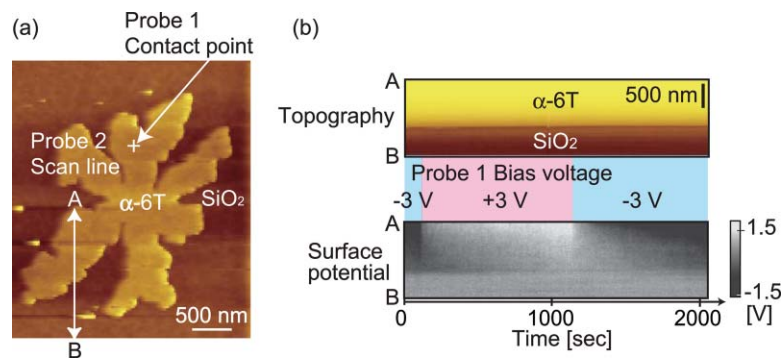 (a)
Probe 1
Contact point
Probe 2
Scan line
A
α-6T
SiO₂
500 nm
B
(b)
A
Topography
α-6T
500 nm
SiO₂
B
Probe 1 Bias voltage
-3 V
+3 V
-3 V
A
Surface
potential
B
1.5
-1.5
[V]
0
1000
2000
Time [sec]